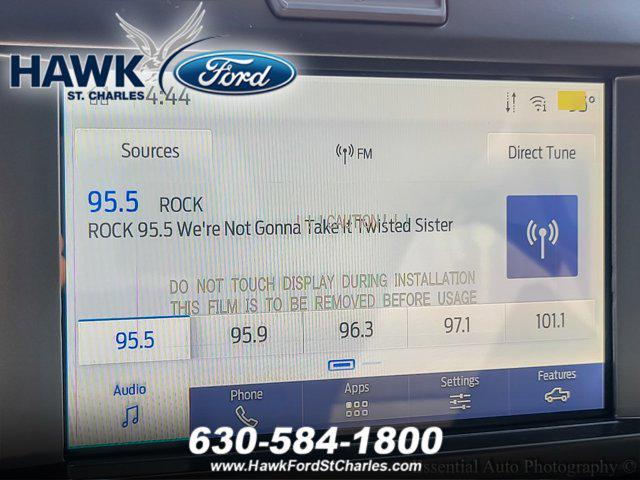 HAWK
ST. CHARLES
Ford
4:44
Sources
FM
Direct Tune
95.5 ROCK
ROCK 95.5 We're Not Gonna Take It Twisted Sister
! ! ! CAUTION ! ! !
DO NOT TOUCH DISPLAY DURING INSTALLATION
THIS FILM IS TO BE REMOVED BEFORE USAGE
95.5 95.9 96.3 97.1 101.1
Audio Phone Apps Settings Features
630-584-1800
www.HawkFordStCharles.com
Auto Photography ©